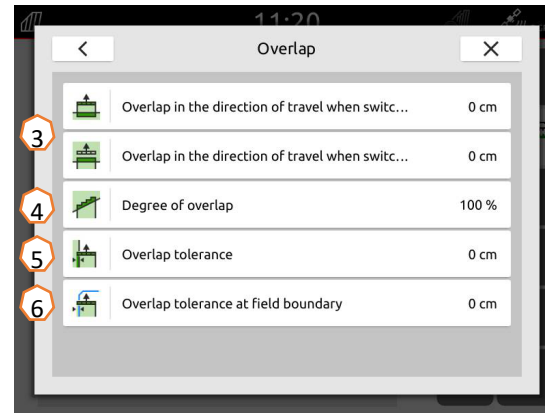 11:20
Overlap
Overlap in the direction of travel when switc... 0 cm
3
Overlap in the direction of travel when switc... 0 cm
4 Degree of overlap 100 %
5 Overlap tolerance 0 cm
6 Overlap tolerance at field boundary 0 cm